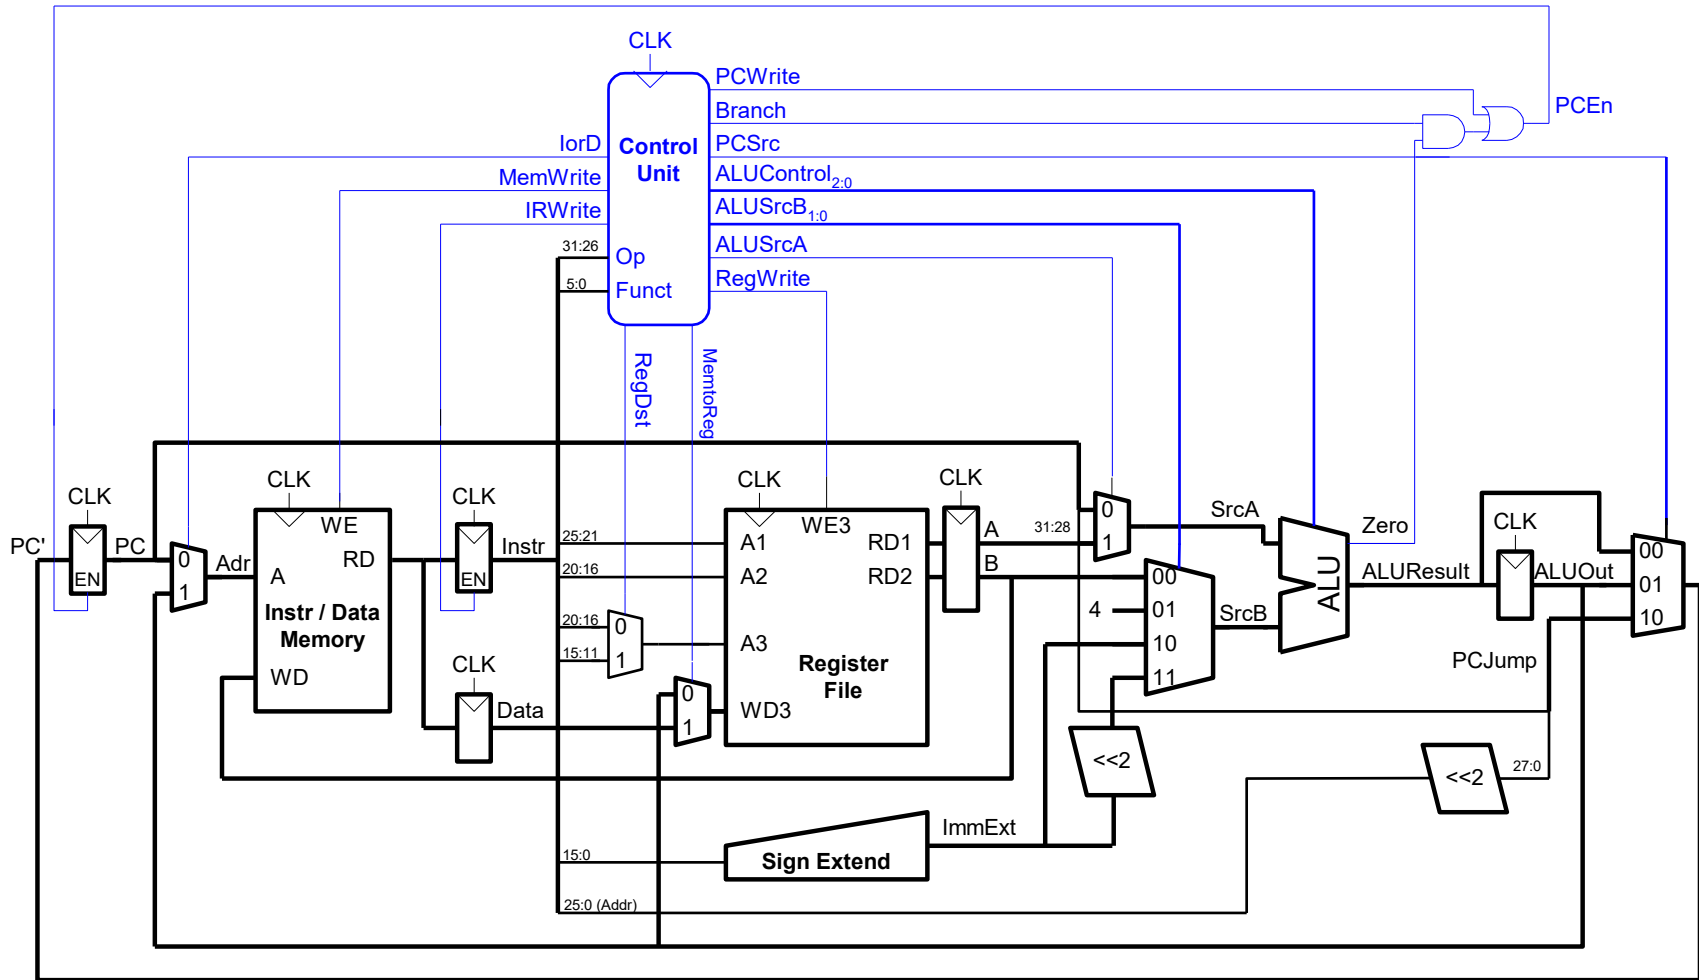 CLK
PCWrite
Branch
PCEn
IorD
Control
Unit
PCSrc
MemWrite
ALUControl2:0
IRWrite
ALUSrcB1:0
31:26
Op
ALUSrcA
5:0
Funct
RegWrite
RegDst
MemtoReg
CLK
CLK
CLK
CLK
CLK
CLK
PC'
PC
EN
0
1
Adr
WE
A
RD
Instr / Data
Memory
WD
EN
Instr
25:21
20:16
20:16
15:11
0
1
CLK
Data
0
1
A1
A2
A3
WD3
WE3
RD1
RD2
Register
File
A
B
31:28
0
1
SrcA
00
4
01
10
11
SrcB
ALU
Zero
ALUResult
ALUOut
00
01
10
PCJump
<<2
<<2
27:0
ImmExt
Sign Extend
15:0
25:0 (Addr)